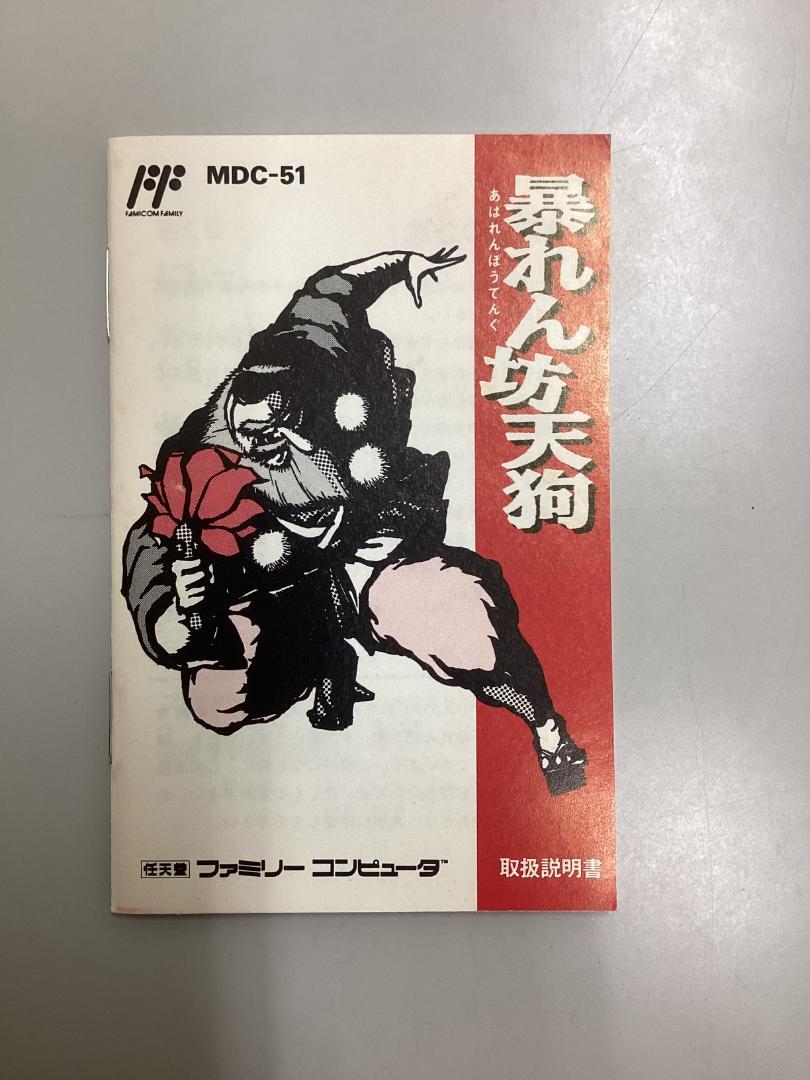 FAMICOM FAMILY
MDC-51
暴れん坊天狗
あばれんぼうてんぐ
任天堂 ファミリー コンピュータ™
取扱説明書